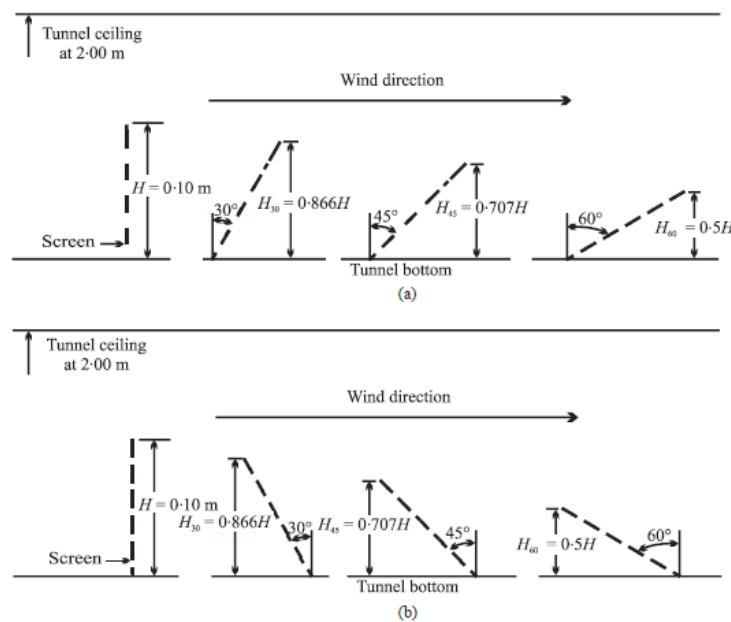 Tunnel ceiling
at 2·00 m
Wind direction
H = 0·10 m
30°
H₃₀ = 0·866H
45°
H₄₅ = 0·707H
60°
H₆₀ = 0·5H
Screen
Tunnel bottom
(a)
Tunnel ceiling
at 2·00 m
Wind direction
H = 0·10 m
H₃₀ = 0·866H
30°
H₄₅ = 0·707H
45°
H₆₀ = 0·5H
60°
Screen
Tunnel bottom
(b)